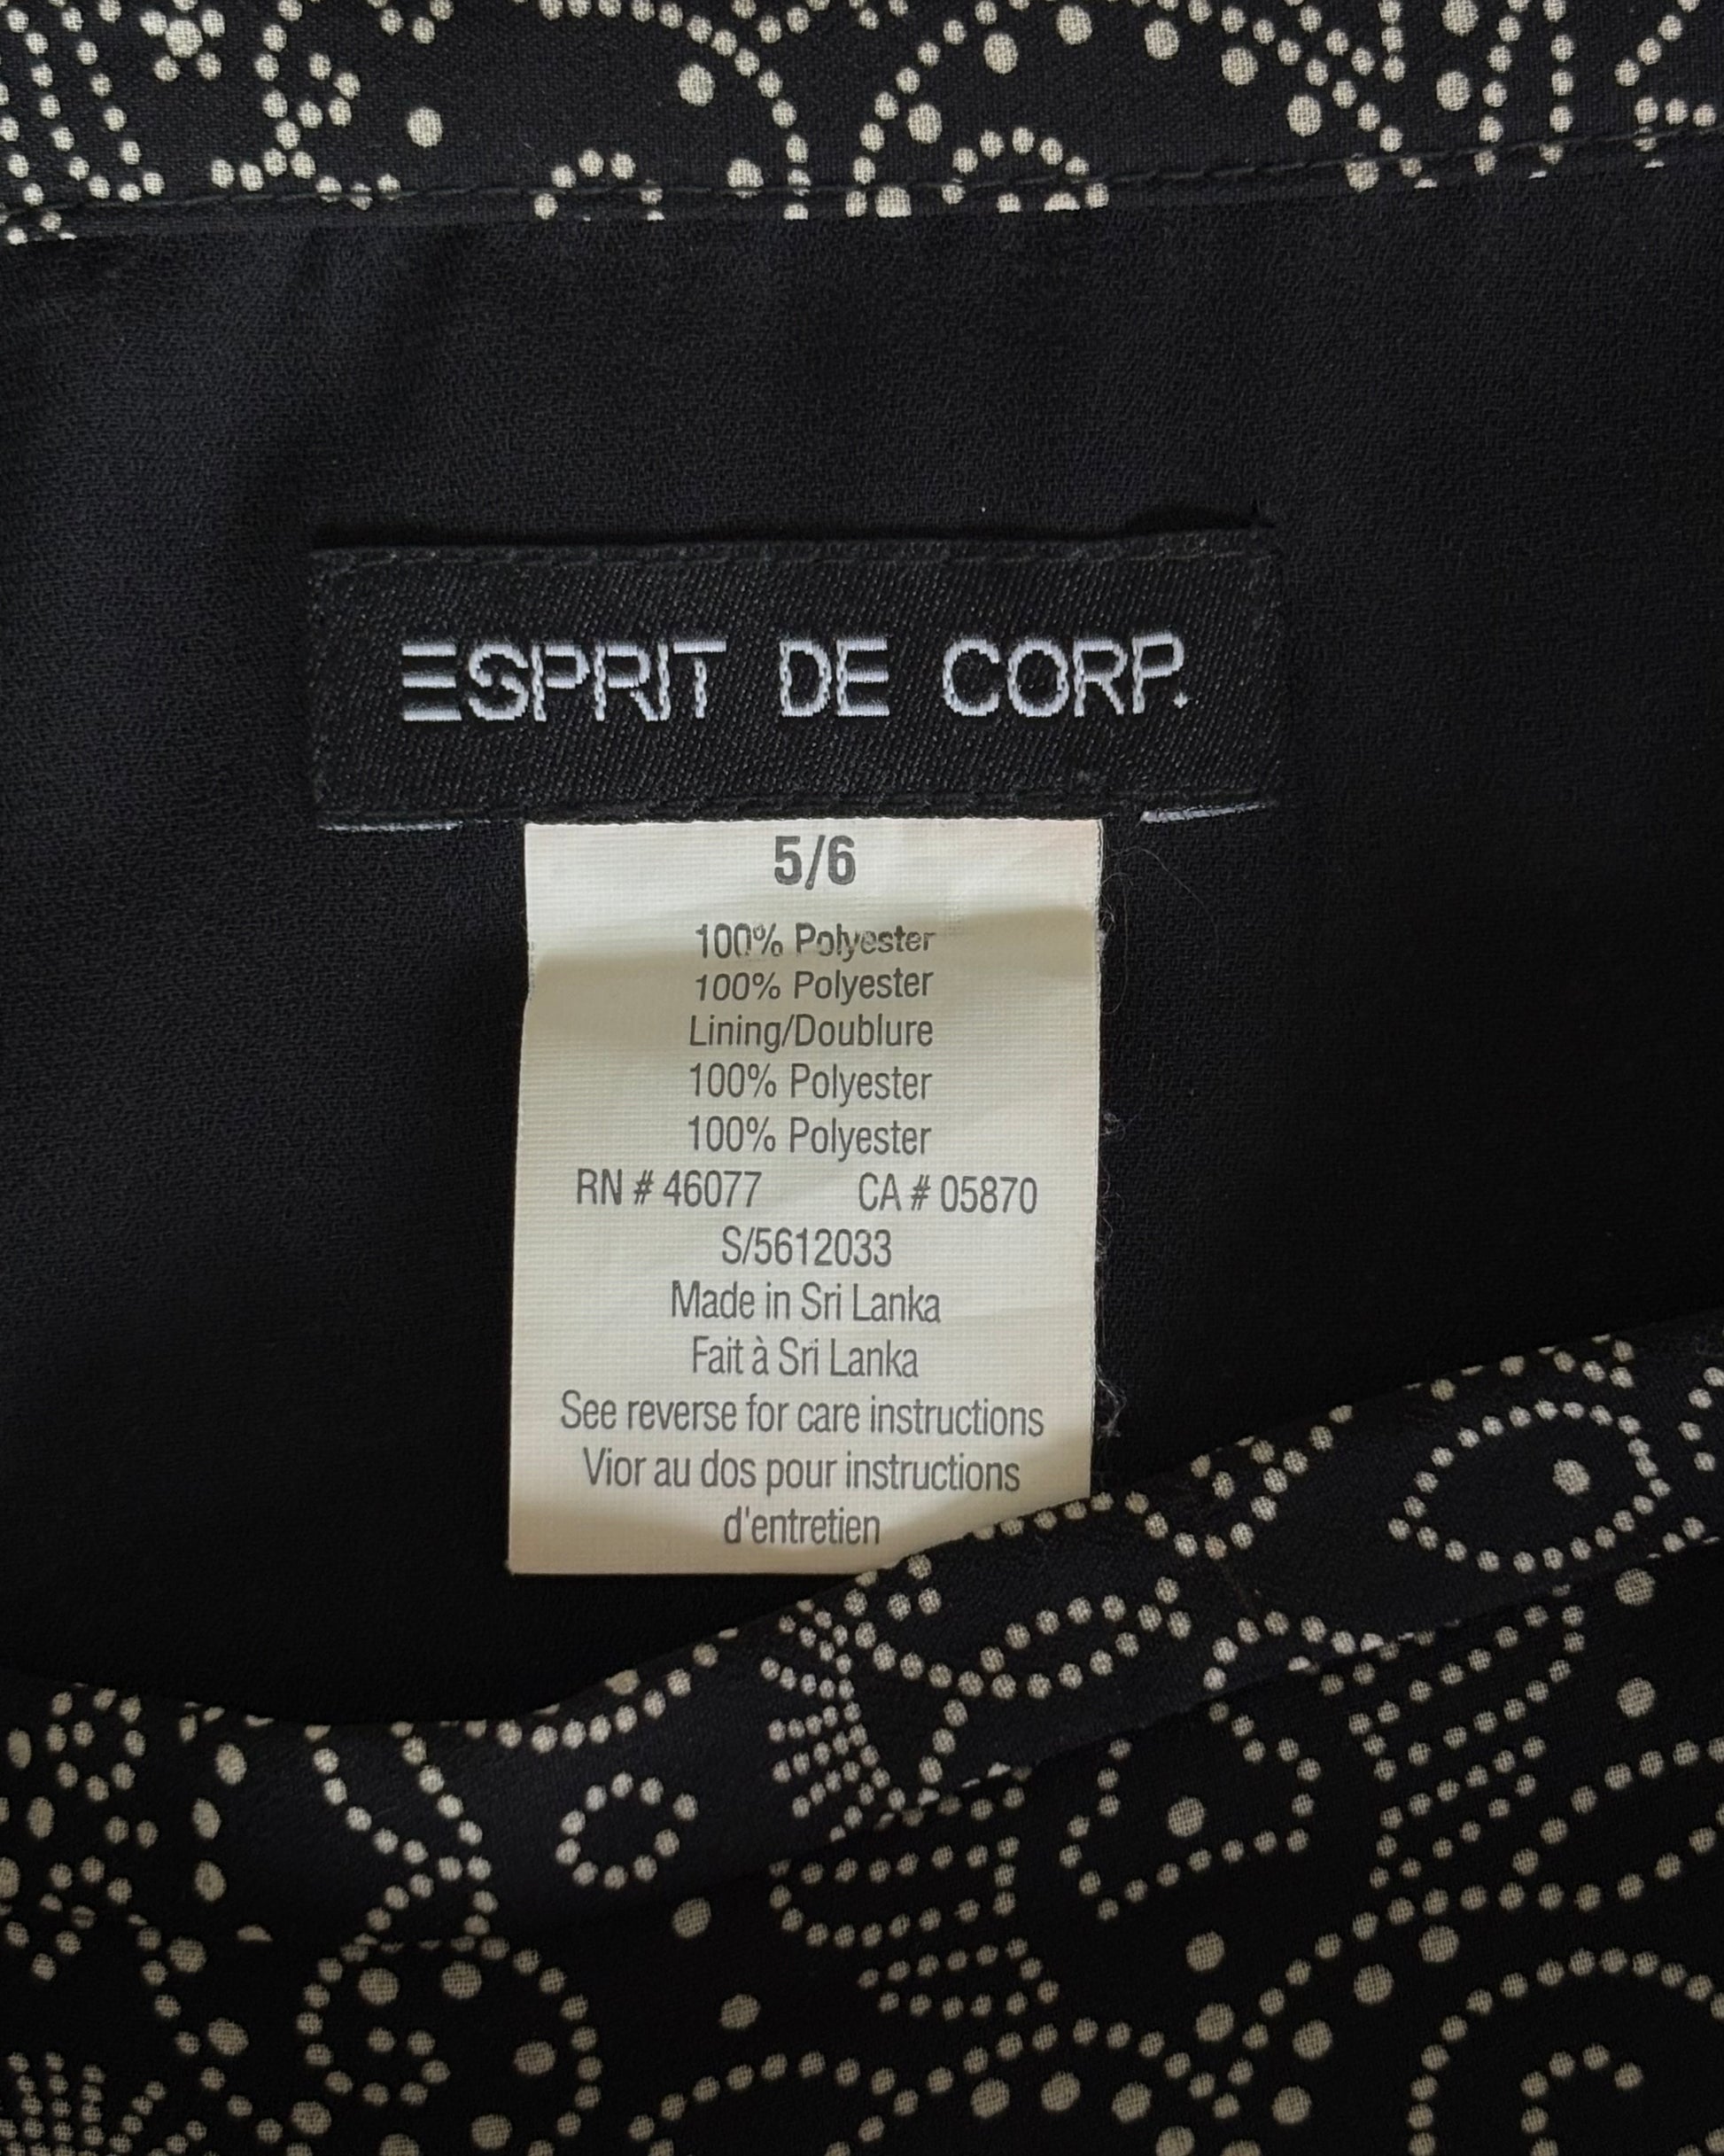 ESPRIT DE CORP.
5/6
100% Polyester
100% Polyester
Lining/Doublure
100% Polyester
100% Polyester
RN # 46077 CA # 05870
S/5612033
Made in Sri Lanka
Fait à Sri Lanka
See reverse for care instructions
Vior au dos pour instructions
d'entretien